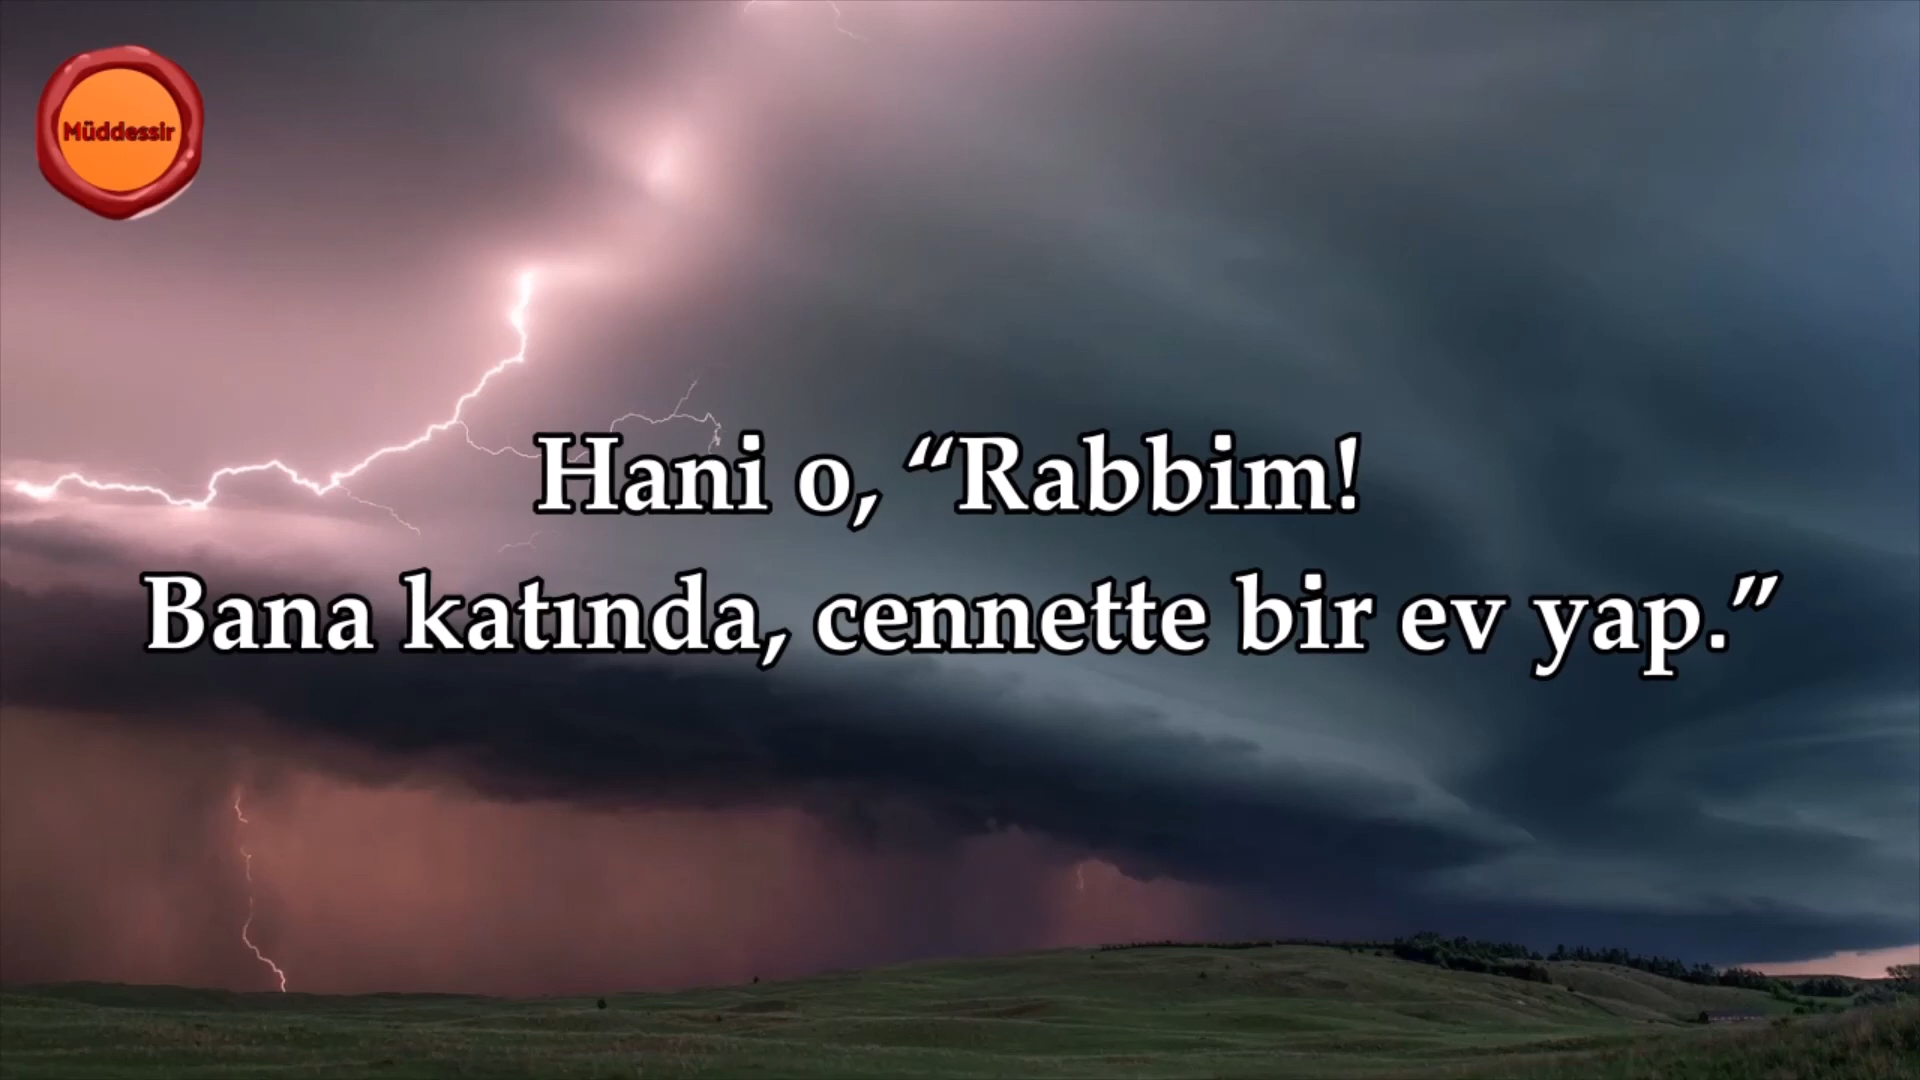 Müddessir
Hani o, “Rabbim!
Bana katında, cennette bir ev yap.”